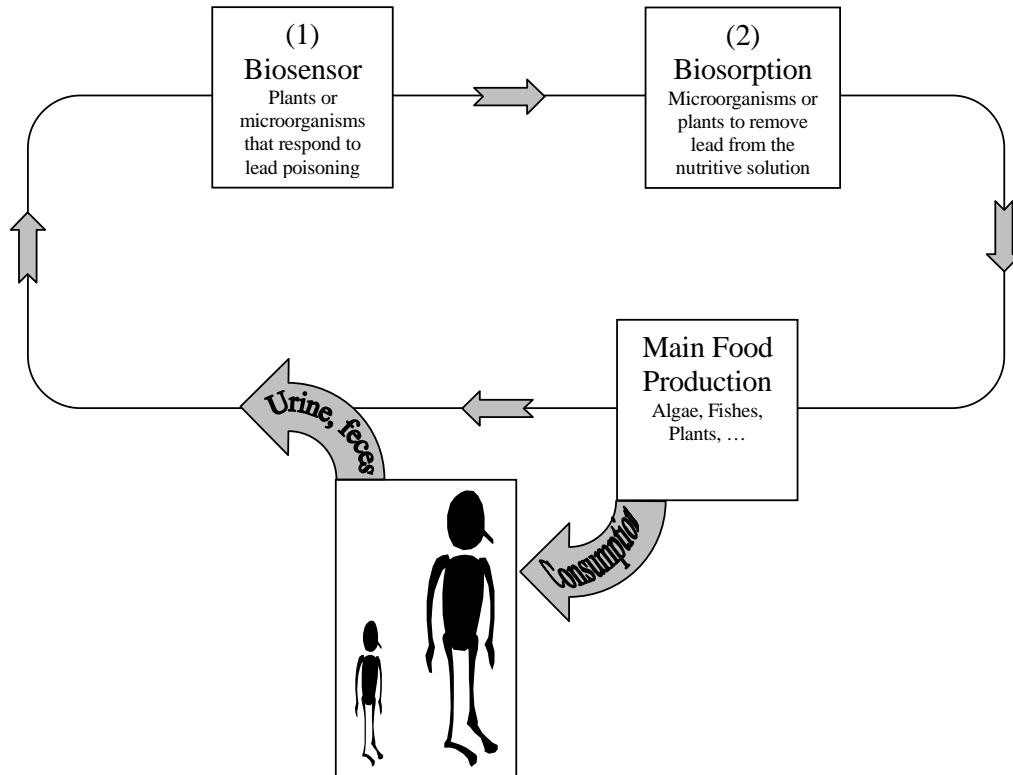 (1)
Biosensor
Plants or
microorganisms
that respond to
lead poisoning
(2)
Biosorption
Microorganisms or
plants to remove
lead from the
nutritive solution
Main Food
Production
Algae, Fishes,
Plants, …
Urine, feces
Consumption